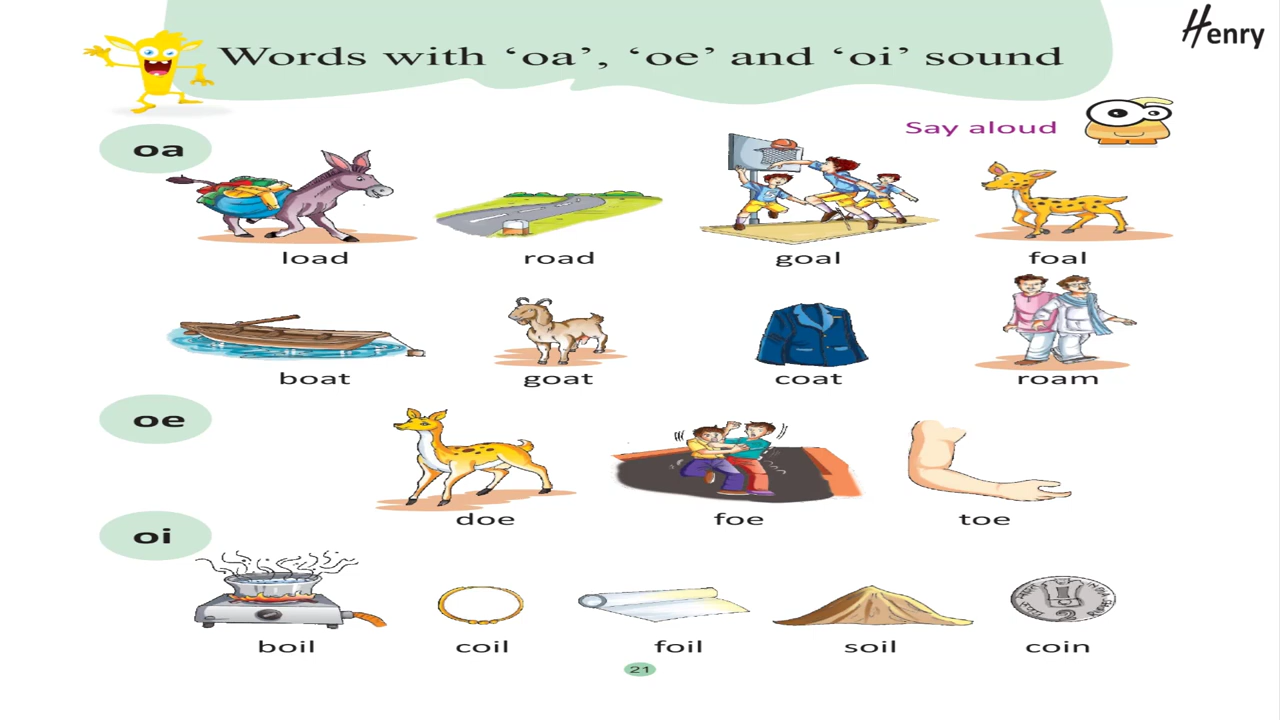 Henry
Words with ‘oa’, ‘oe’ and ‘oi’ sound
Say aloud
oa
load road goal foal
boat goat coat roam
oe
doe foe toe
oi
boil coil foil soil coin
21